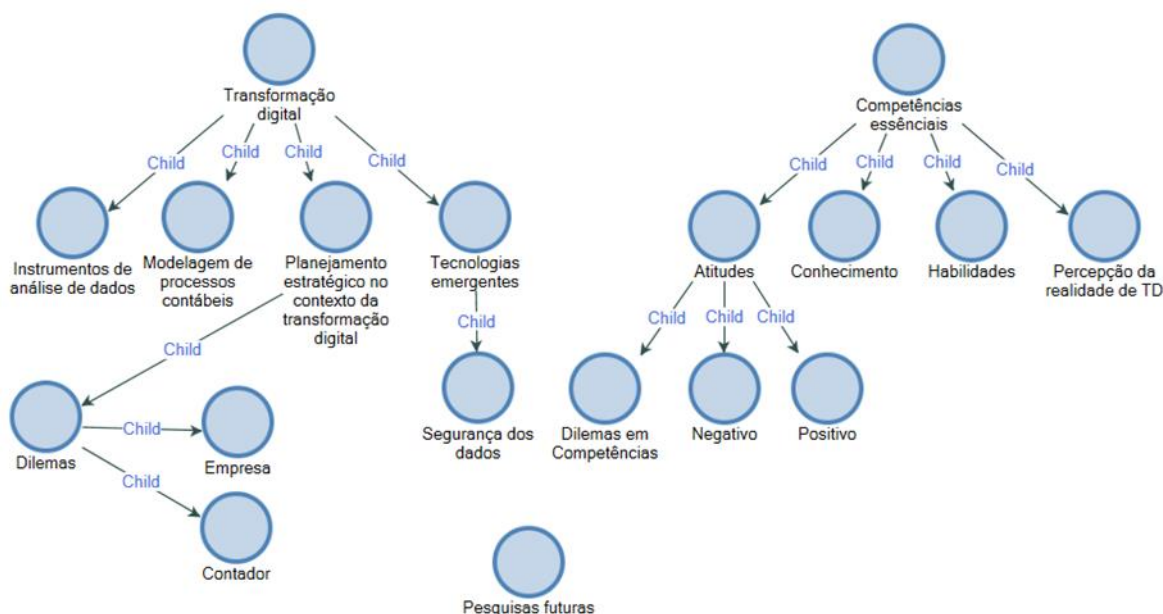 Transformação
digital
Competências
essênciais
Child
Child
Child
Child
Child
Child
Child
Child
Instrumentos de
análise de dados
Modelagem de
processos
contábeis
Planejamento
estratégico no
contexto da
transformação
digital
Tecnologias
emergentes
Atitudes
Conhecimento
Habilidades
Percepção da
realidade de TD
Child
Child
Child
Child
Child
Dilemas
Child
Empresa
Child
Contador
Segurança dos
dados
Dilemas em
Competências
Negativo
Positivo
Pesquisas futuras